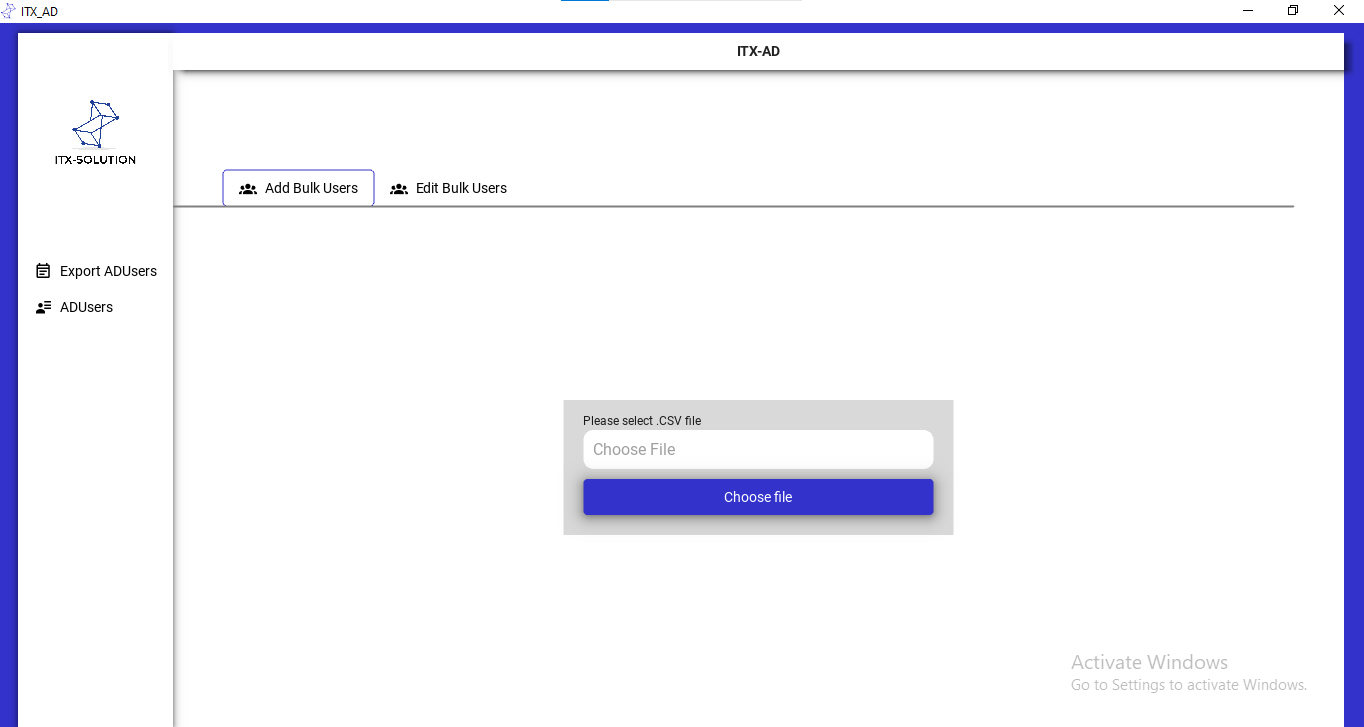 ITX_AD
ITX-AD
ITX-SOLUTION
Add Bulk Users
Edit Bulk Users
Export ADUsers
ADUsers
Please select .CSV file
Choose File
Choose file
Activate Windows
Go to Settings to activate Windows.